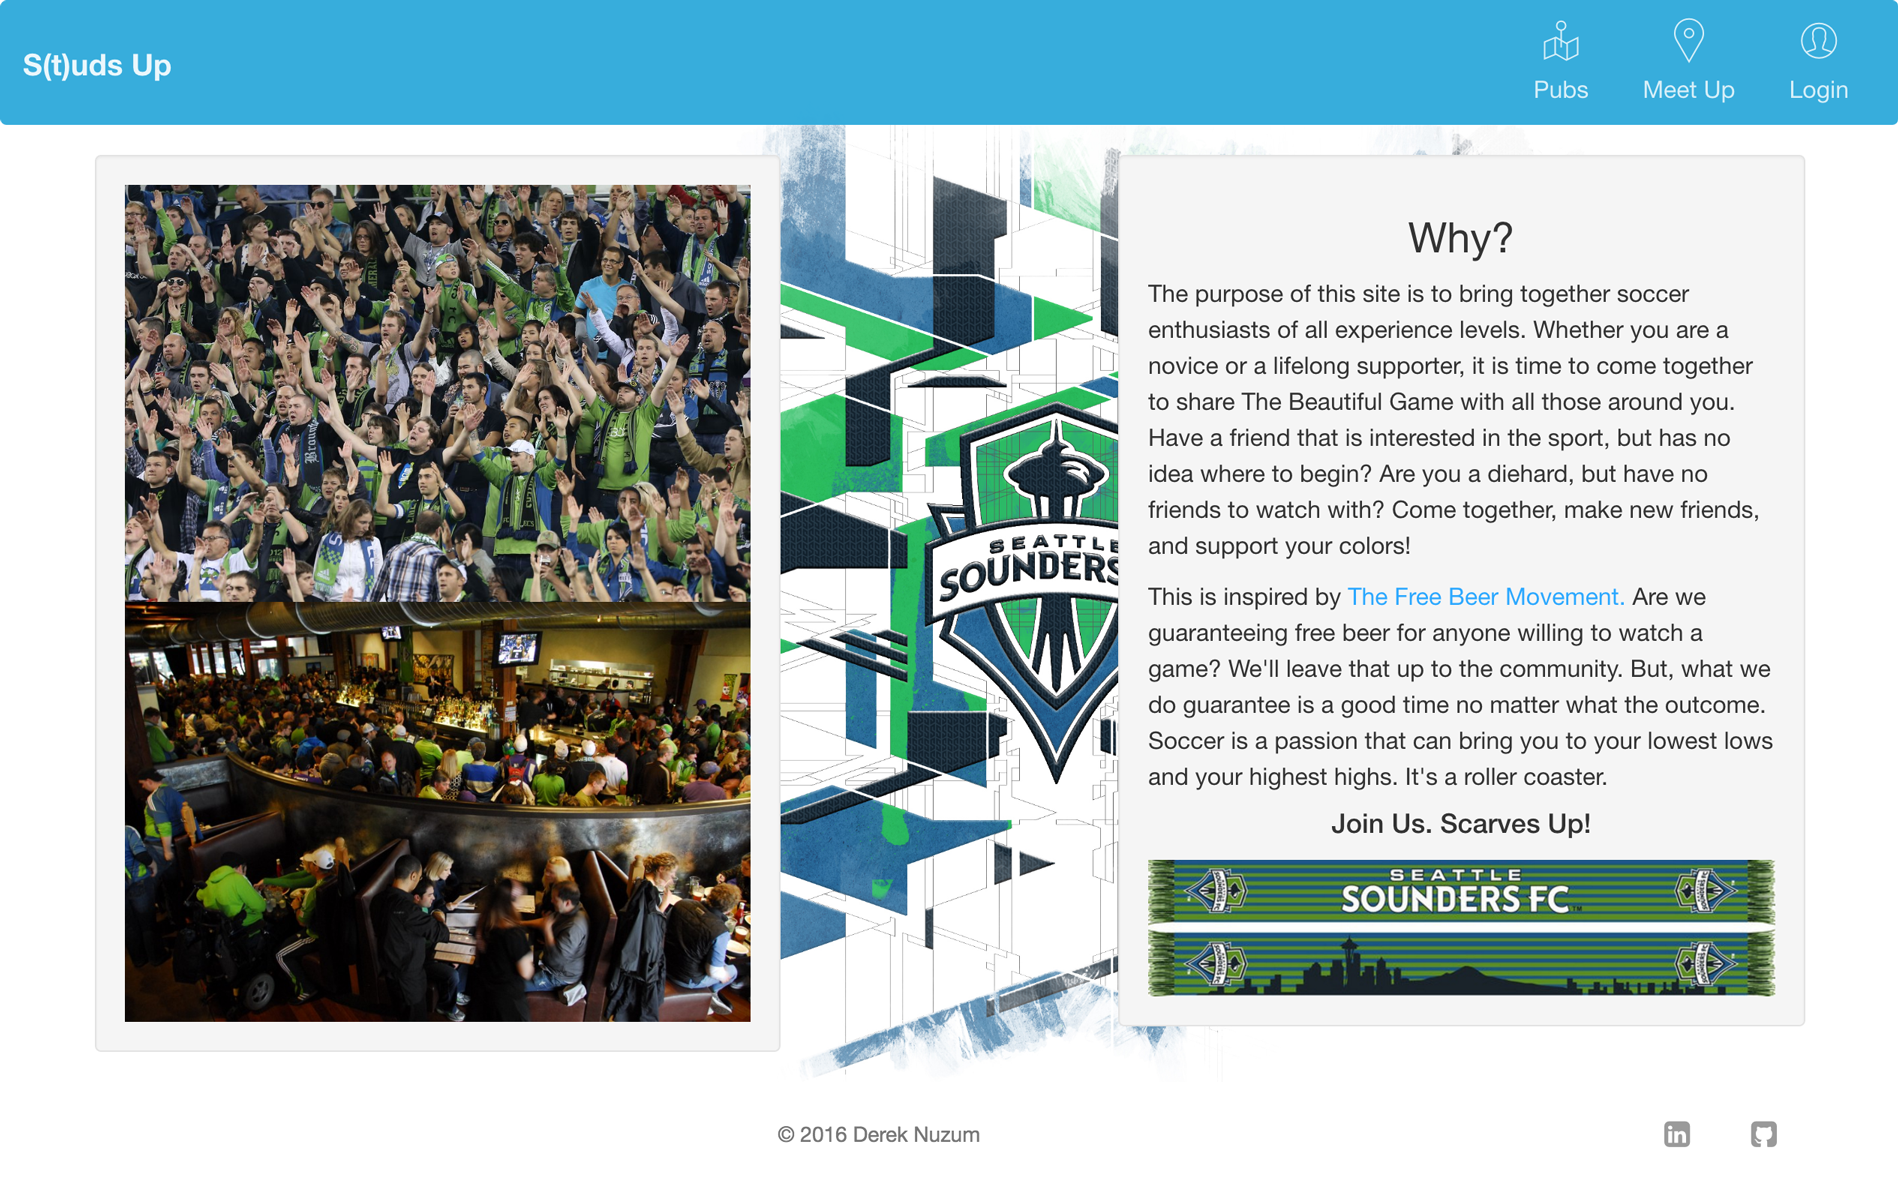 S(t)uds Up
Pubs
Meet Up
Login
SEATTLE
SOUNDERS
Why?
The purpose of this site is to bring together soccer
enthusiasts of all experience levels. Whether you are a
novice or a lifelong supporter, it is time to come together
to share The Beautiful Game with all those around you.
Have a friend that is interested in the sport, but has no
idea where to begin? Are you a diehard, but have no
friends to watch with? Come together, make new friends,
and support your colors!
This is inspired by The Free Beer Movement. Are we
guaranteeing free beer for anyone willing to watch a
game? We'll leave that up to the community. But, what we
do guarantee is a good time no matter what the outcome.
Soccer is a passion that can bring you to your lowest lows
and your highest highs. It's a roller coaster.
Join Us. Scarves Up!
SEATTLE
SOUNDERS FC
© 2016 Derek Nuzum
in